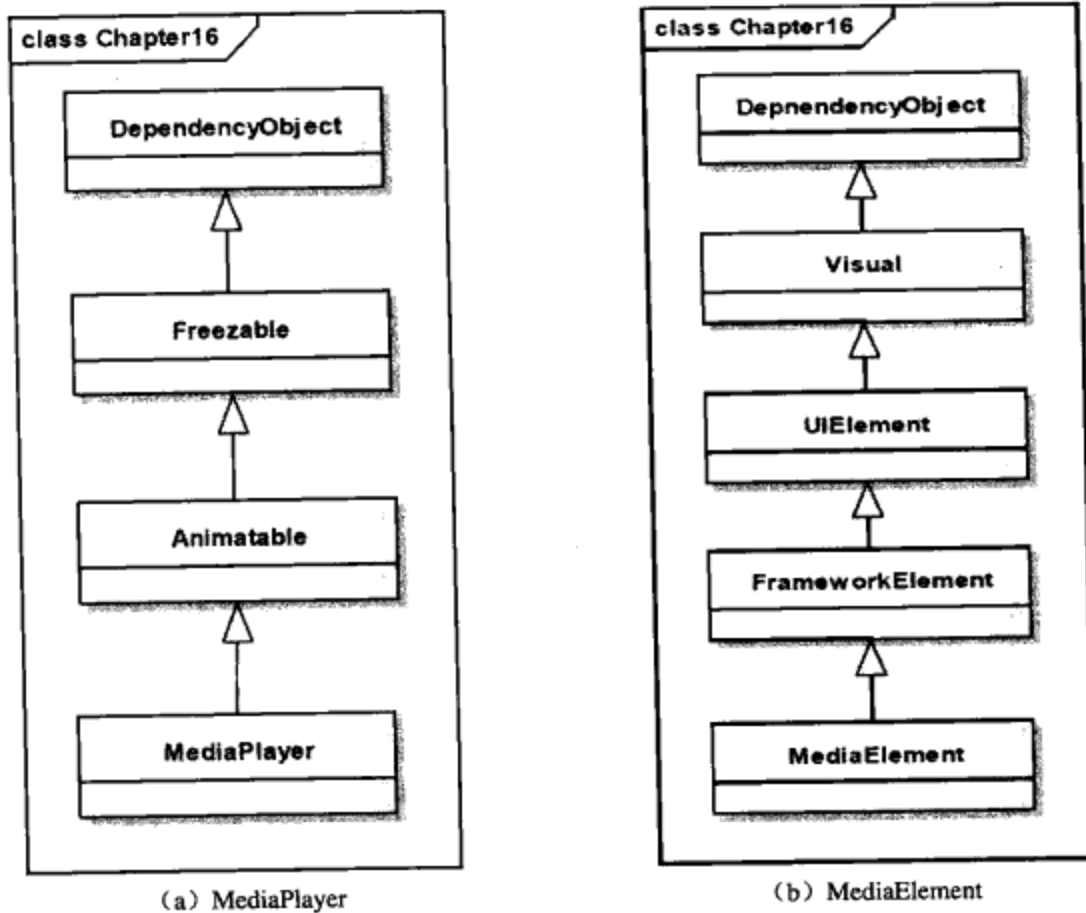 class Chapter16
DependencyObject
Freezable
Animatable
MediaPlayer
(a) MediaPlayer
class Chapter16
DepnendencyObject
Visual
UIElement
FrameworkElement
MediaElement
(b) MediaElement